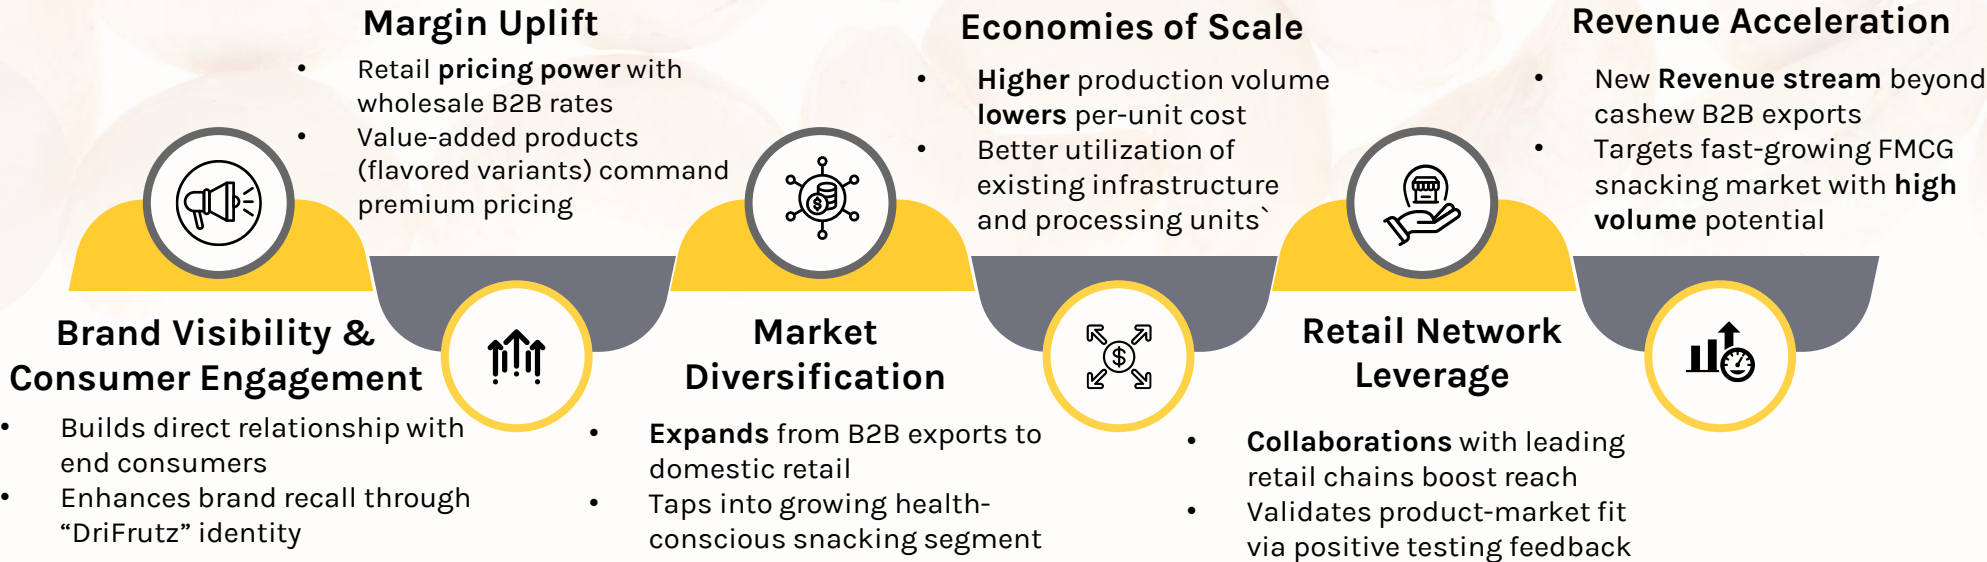 Margin Uplift
• Retail pricing power with
wholesale B2B rates
• Value-added products
(flavored variants) command
premium pricing
Economies of Scale
• Higher production volume
lowers per-unit cost
• Better utilization of
existing infrastructure
and processing units`
Revenue Acceleration
• New Revenue stream beyond
cashew B2B exports
• Targets fast-growing FMCG
snacking market with high
volume potential
Brand Visibility &
Consumer Engagement
• Builds direct relationship with
end consumers
• Enhances brand recall through
“DriFrutz” identity
Market
Diversification
• Expands from B2B exports to
domestic retail
• Taps into growing health-
conscious snacking segment
Retail Network
Leverage
• Collaborations with leading
retail chains boost reach
• Validates product-market fit
via positive testing feedback